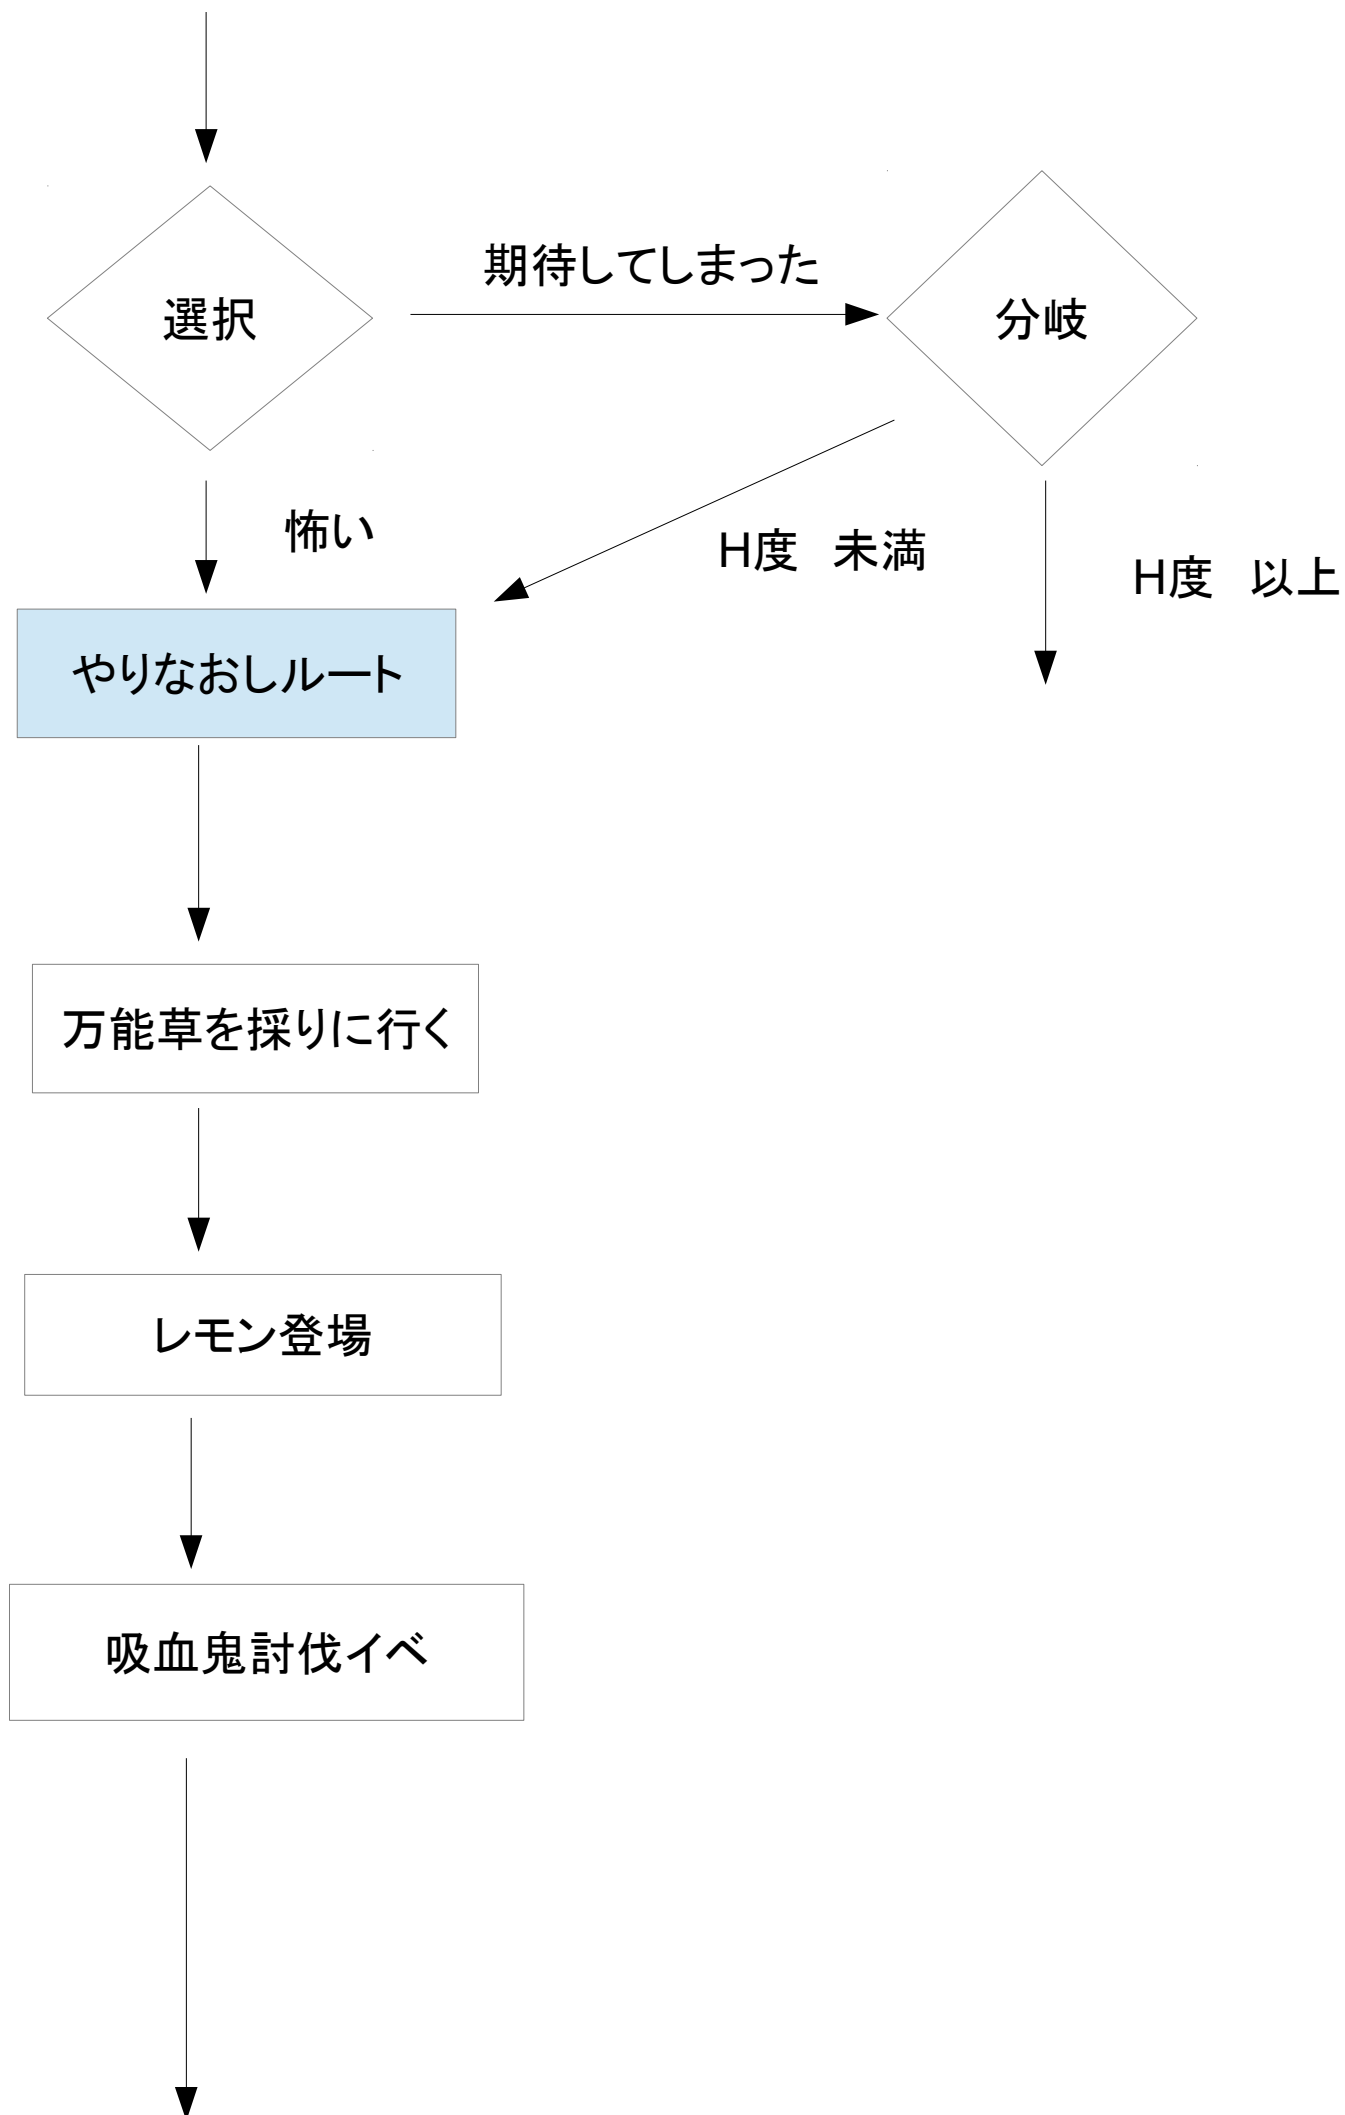 期待してしまった
選択
分岐
怖い
H度　未満
H度　以上
やりなおしルート
万能草を採りに行く
レモン登場
吸血鬼討伐イベ